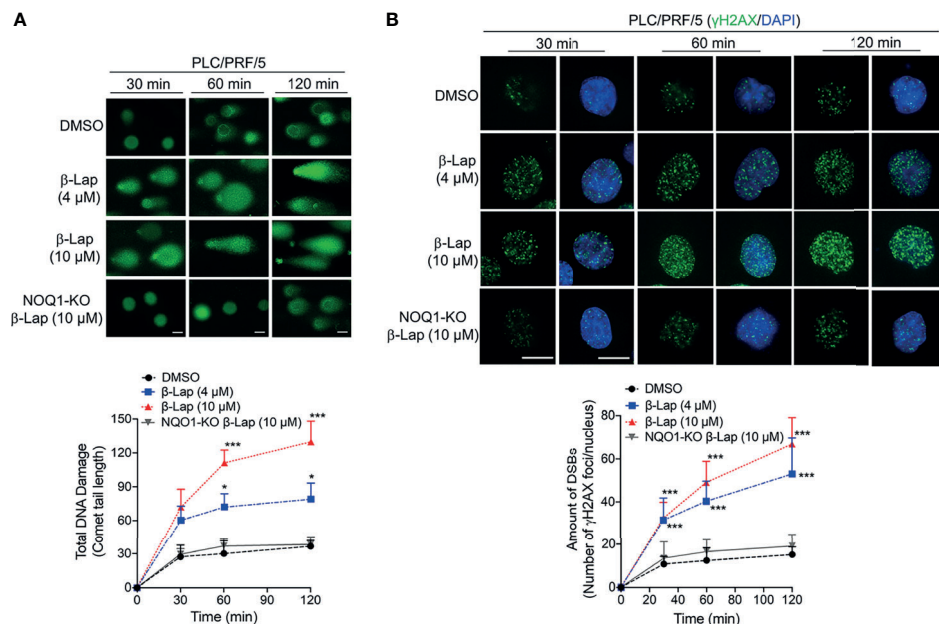 A
PLC/PRF/5
30 min 60 min 120 min
DMSO
β-Lap
(4 μM)
β-Lap
(10 μM)
NOQ1-KO
β-Lap (10 μM)
DMSO
β-Lap (4 μM)
β-Lap (10 μM)
NQO1-KO β-Lap (10 μM)
Total DNA Damage
(Comet tail length)
150
120
90
60
30
0
***
***
*
*
0 30 60 90 120
Time (min)
B
PLC/PRF/5 (γH2AX/DAPI)
30 min 60 min 120 min
DMSO
β-Lap
(4 μM)
β-Lap
(10 μM)
NOQ1-KO
β-Lap (10 μM)
DMSO
β-Lap (4 μM)
β-Lap (10 μM)
NQO1-KO β-Lap (10 μM)
Amount of DSBs
(Number of γH2AX foci/nucleus)
80
60
40
20
0
***
***
***
***
***
***
0 20 40 60 80 100 120
Time (min)